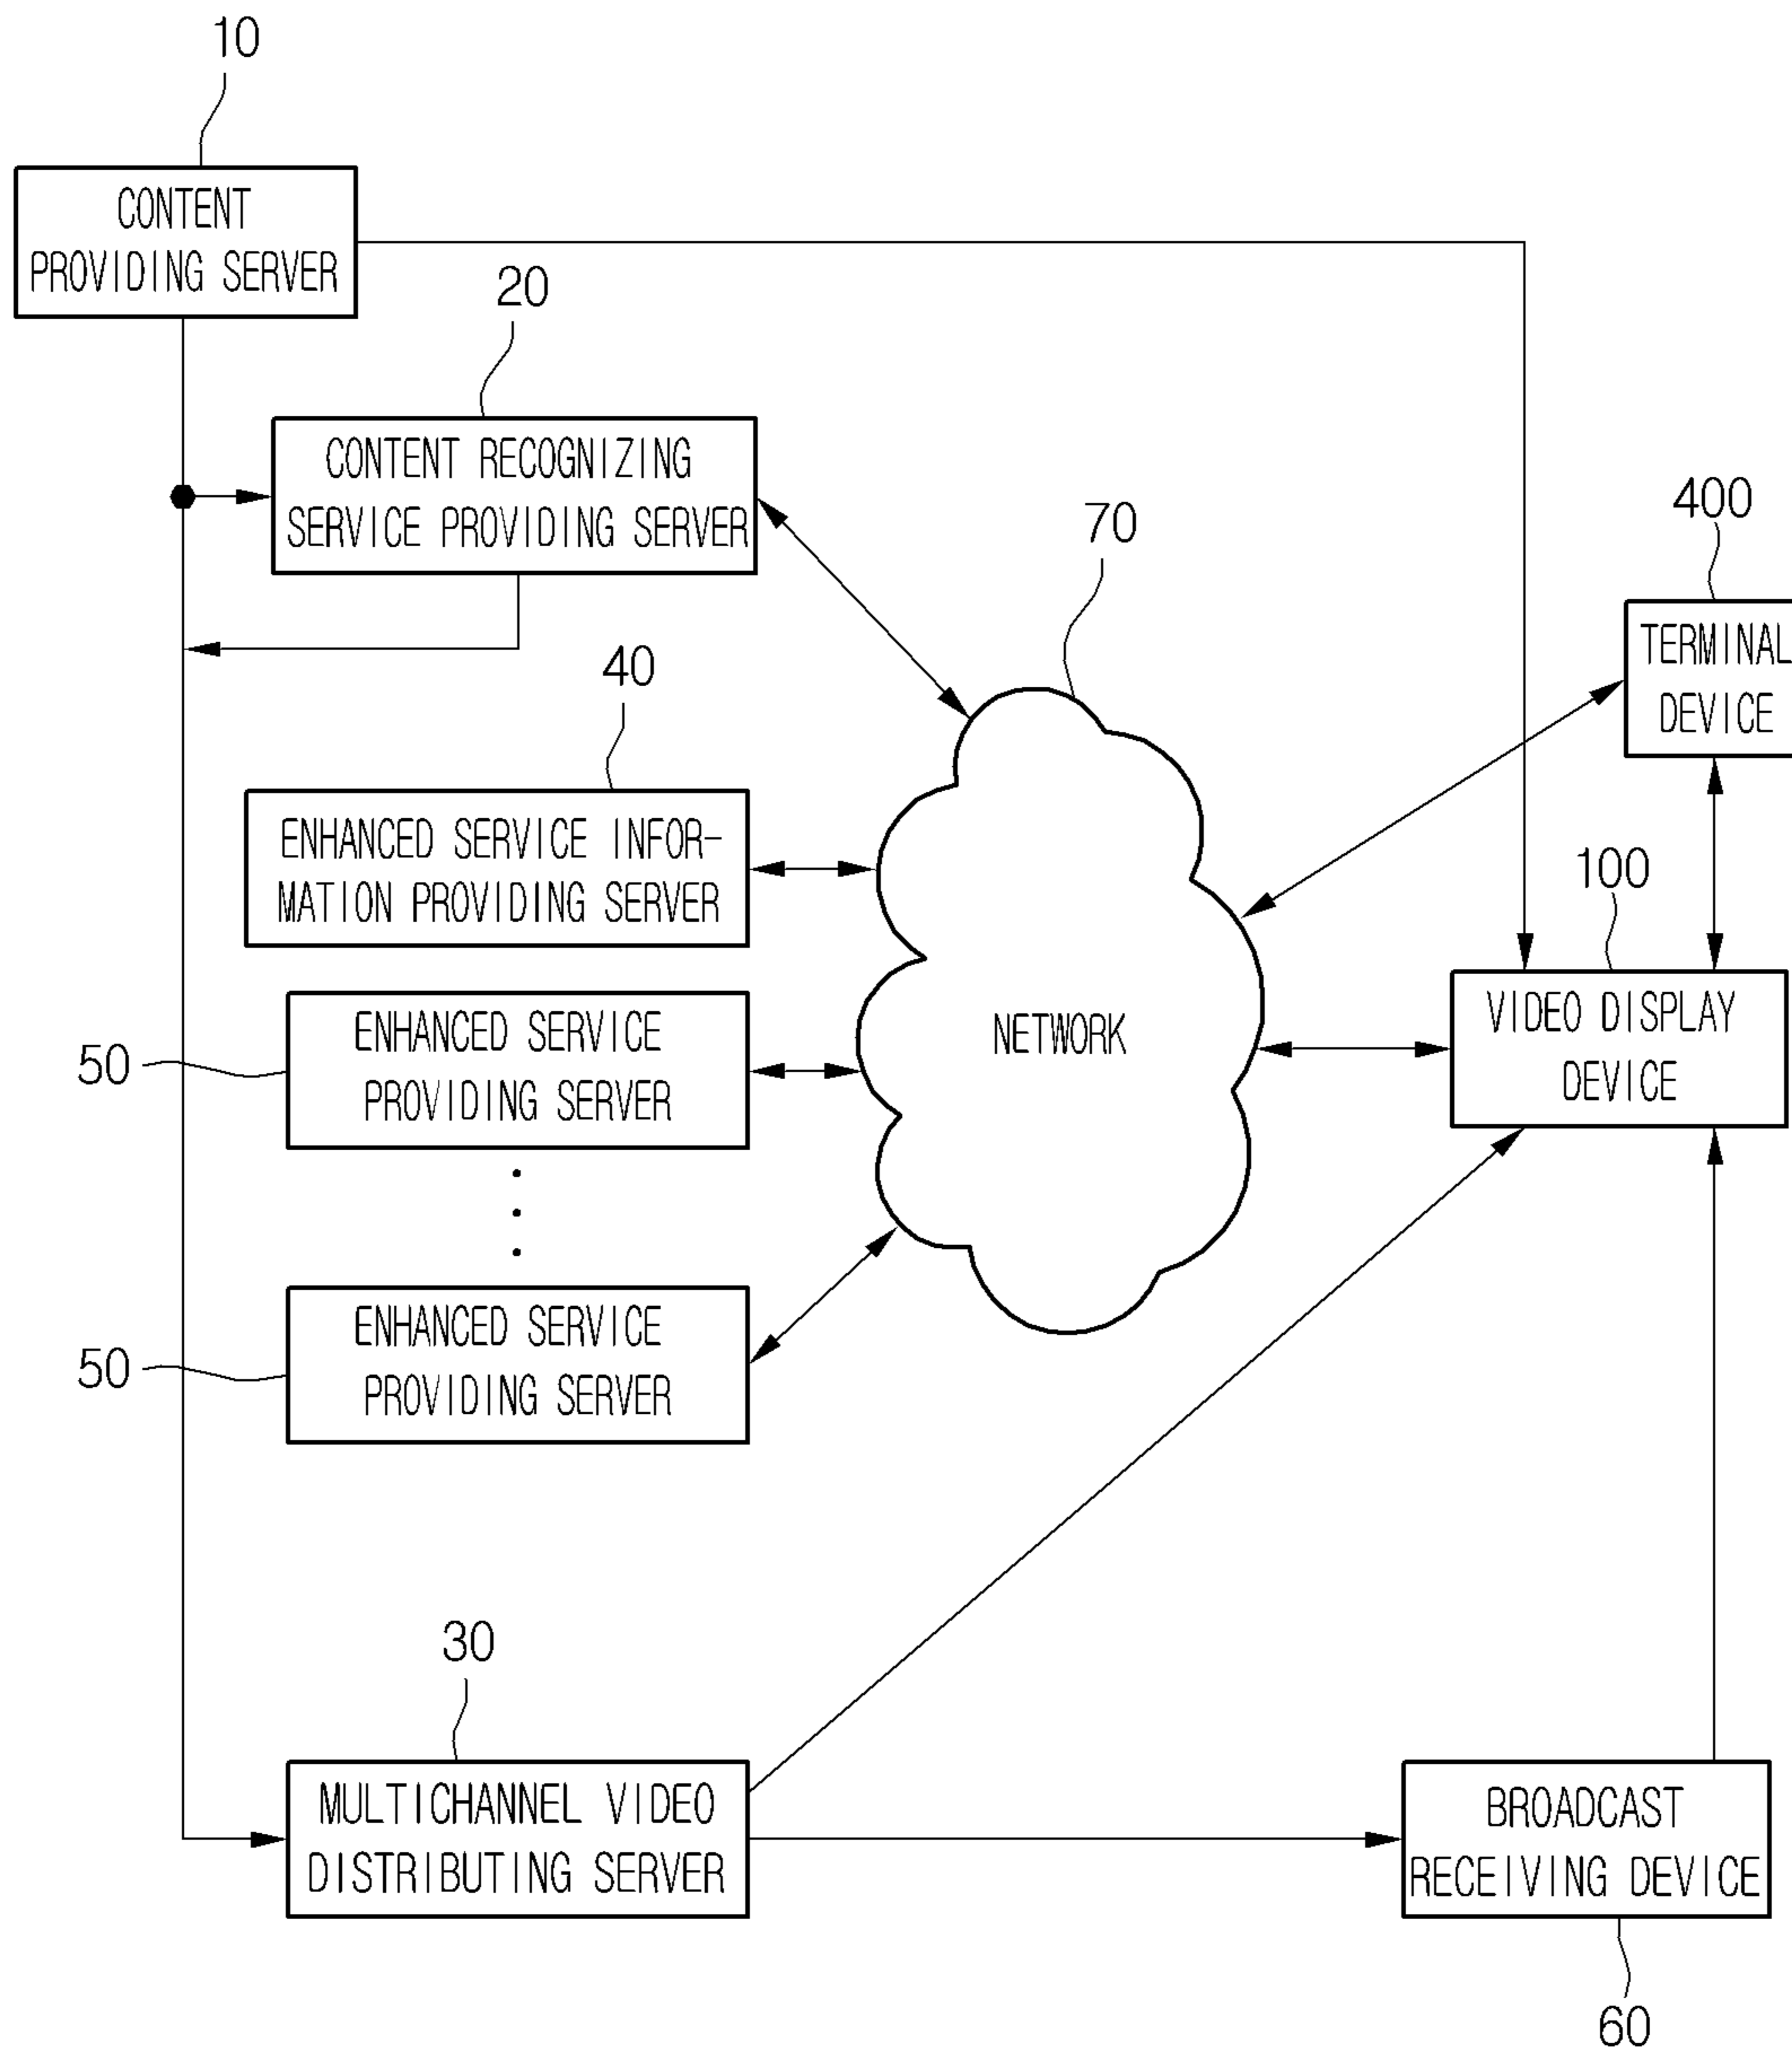 10
CONTENT
PROVIDING SERVER
20
CONTENT RECOGNIZING
SERVICE PROVIDING SERVER
70
400
TERMINAL
DEVICE
40
ENHANCED SERVICE INFOR-
MATION PROVIDING SERVER
100
VIDEO DISPLAY
DEVICE
NETWORK
50
ENHANCED SERVICE
PROVIDING SERVER
50
ENHANCED SERVICE
PROVIDING SERVER
30
MULTICHANNEL VIDEO
DISTRIBUTING SERVER
BROADCAST
RECEIVING DEVICE
60